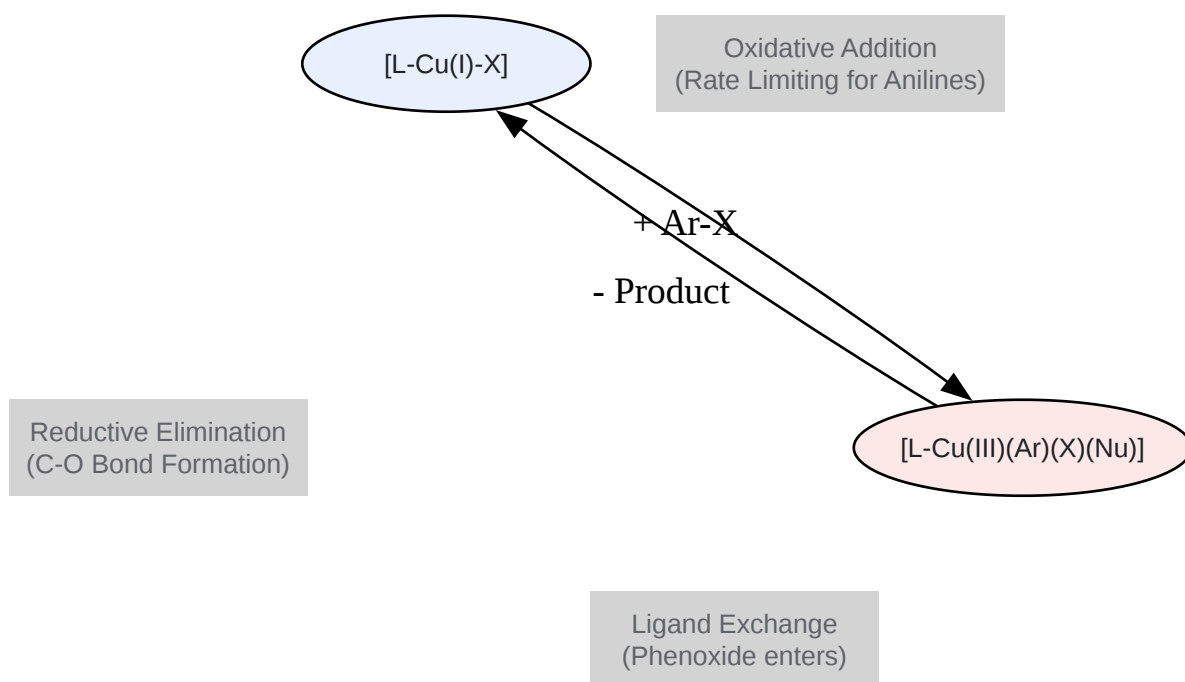 [L-Cu(I)-X]
Oxidative Addition
(Rate Limiting for Anilines)
+ Ar-X
- Product
Reductive Elimination
(C-O Bond Formation)
[L-Cu(III)(Ar)(X)(Nu)]
Ligand Exchange
(Phenoxide enters)